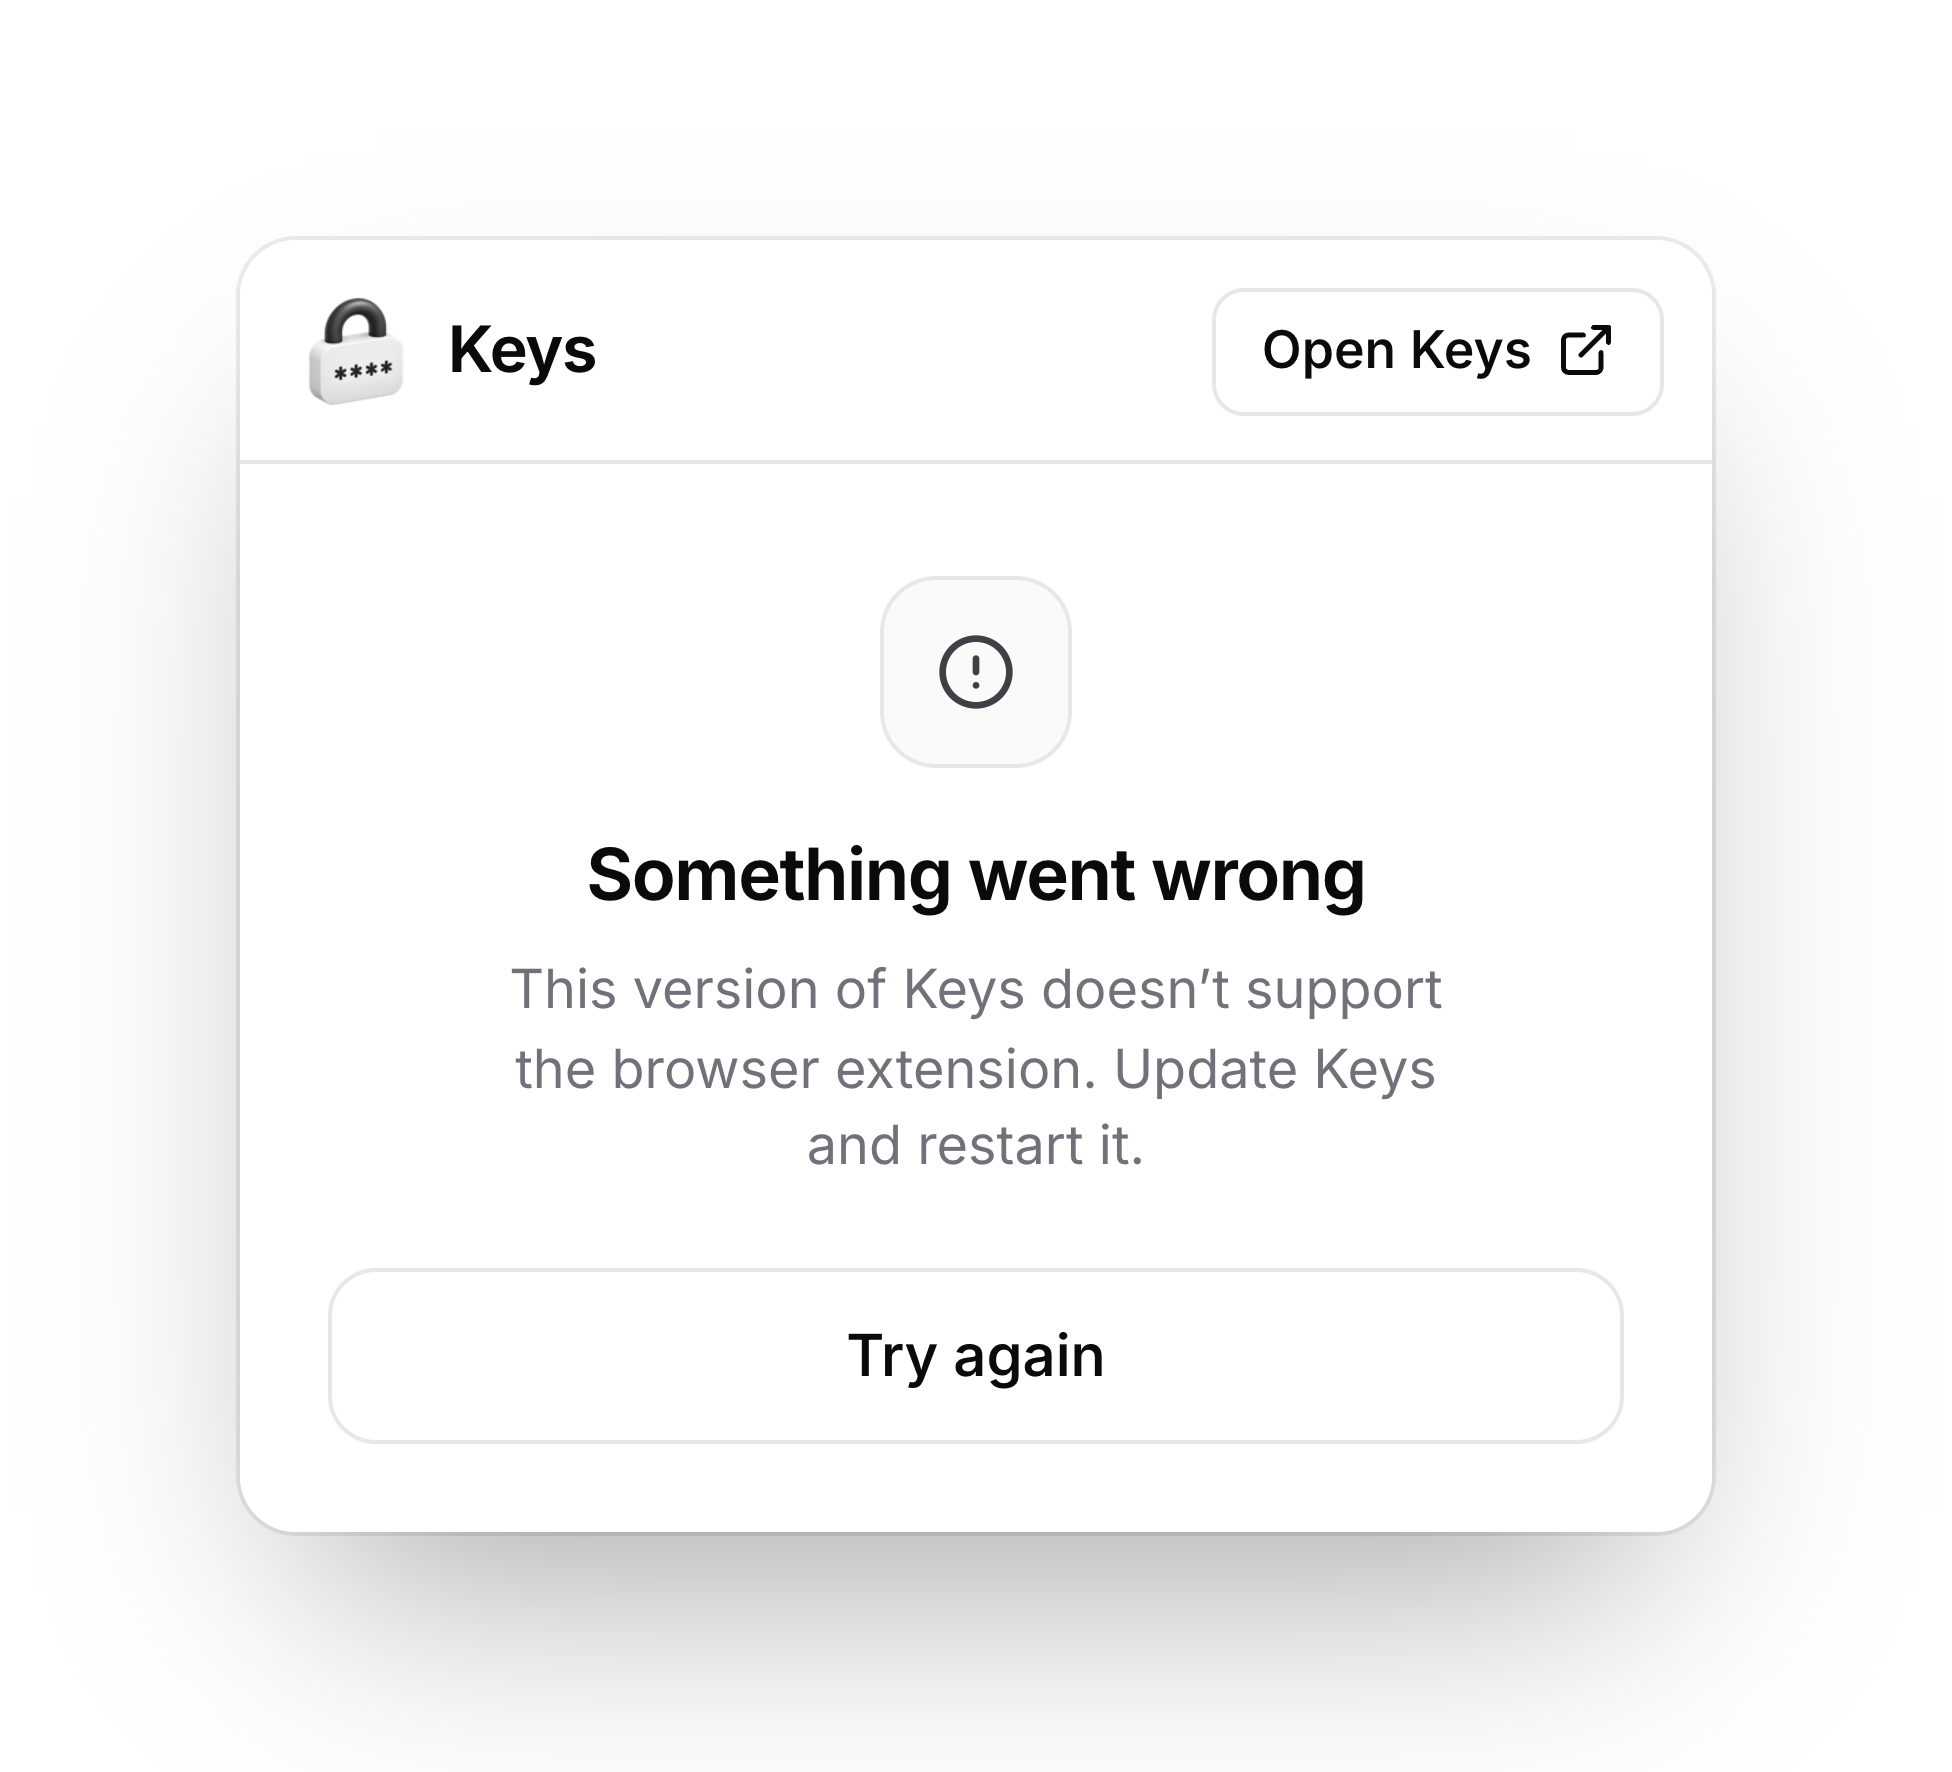 ****
Keys
Open Keys
Something went wrong
This version of Keys doesn’t support
the browser extension. Update Keys
and restart it.
Try again